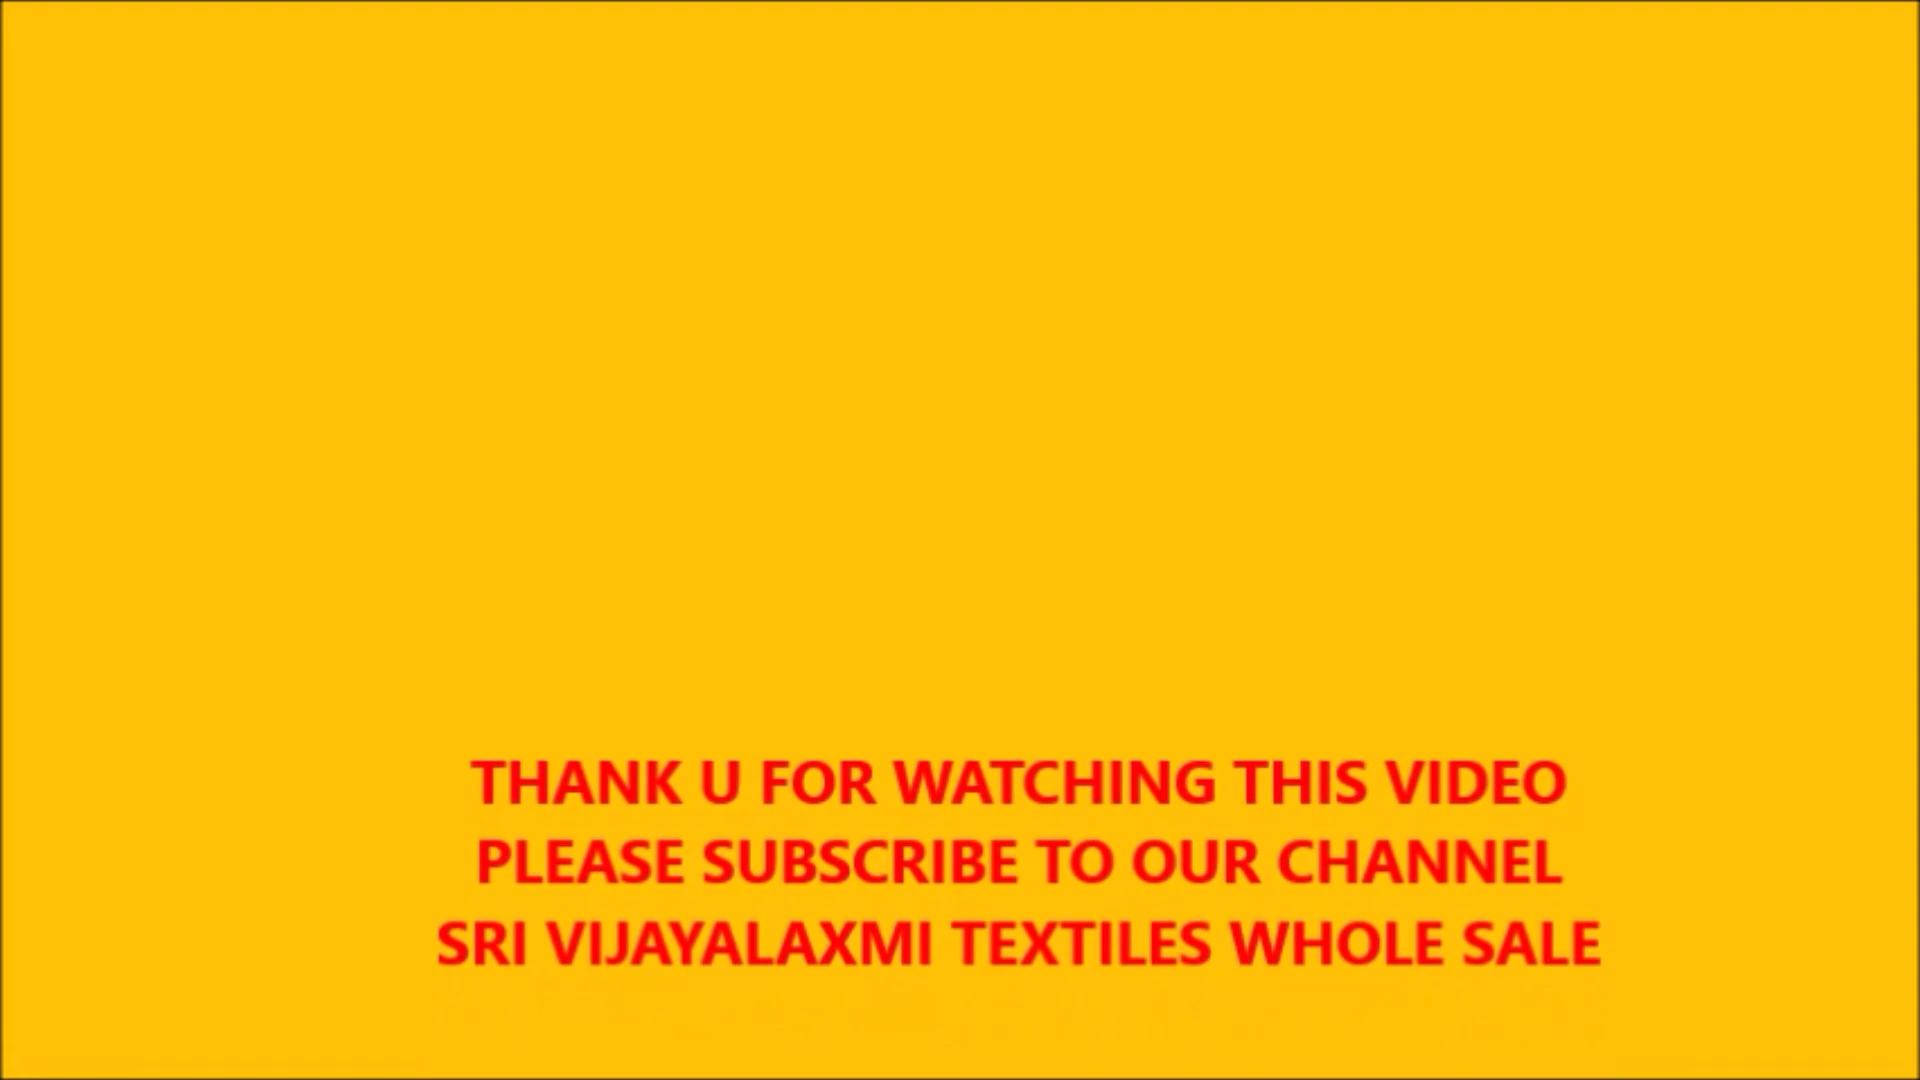 THANK U FOR WATCHING THIS VIDEO
PLEASE SUBSCRIBE TO OUR CHANNEL
SRI VIJAYALAXMI TEXTILES WHOLE SALE